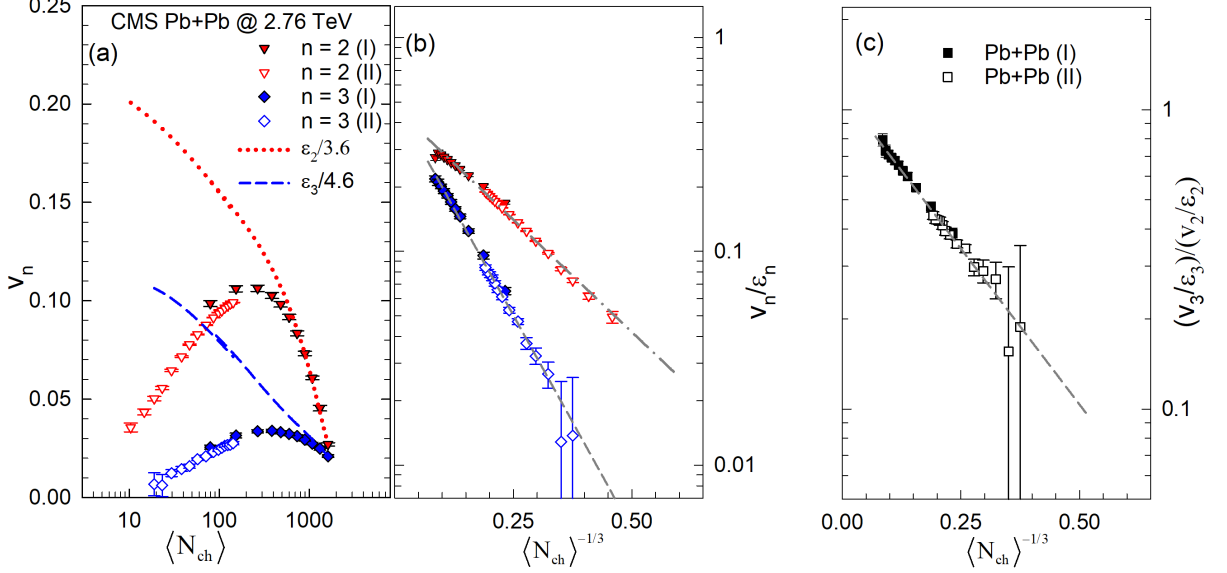 CMS Pb+Pb @ 2.76 TeV
(a)
n = 2 (I)
n = 2 (II)
n = 3 (I)
n = 3 (II)
ε₂/3.6
ε₃/4.6
vₙ
0.25
0.20
0.15
0.10
0.05
0.00
10 100 1000
⟨N_ch⟩
(b)
1
0.1
0.01
vₙ/εₙ
0.25 0.50
⟨N_ch⟩⁻¹/³
(c)
Pb+Pb (I)
Pb+Pb (II)
1
0.1
(v₃/ε₃)/(v₂/ε₂)
0.00 0.25 0.50
⟨N_ch⟩⁻¹/³